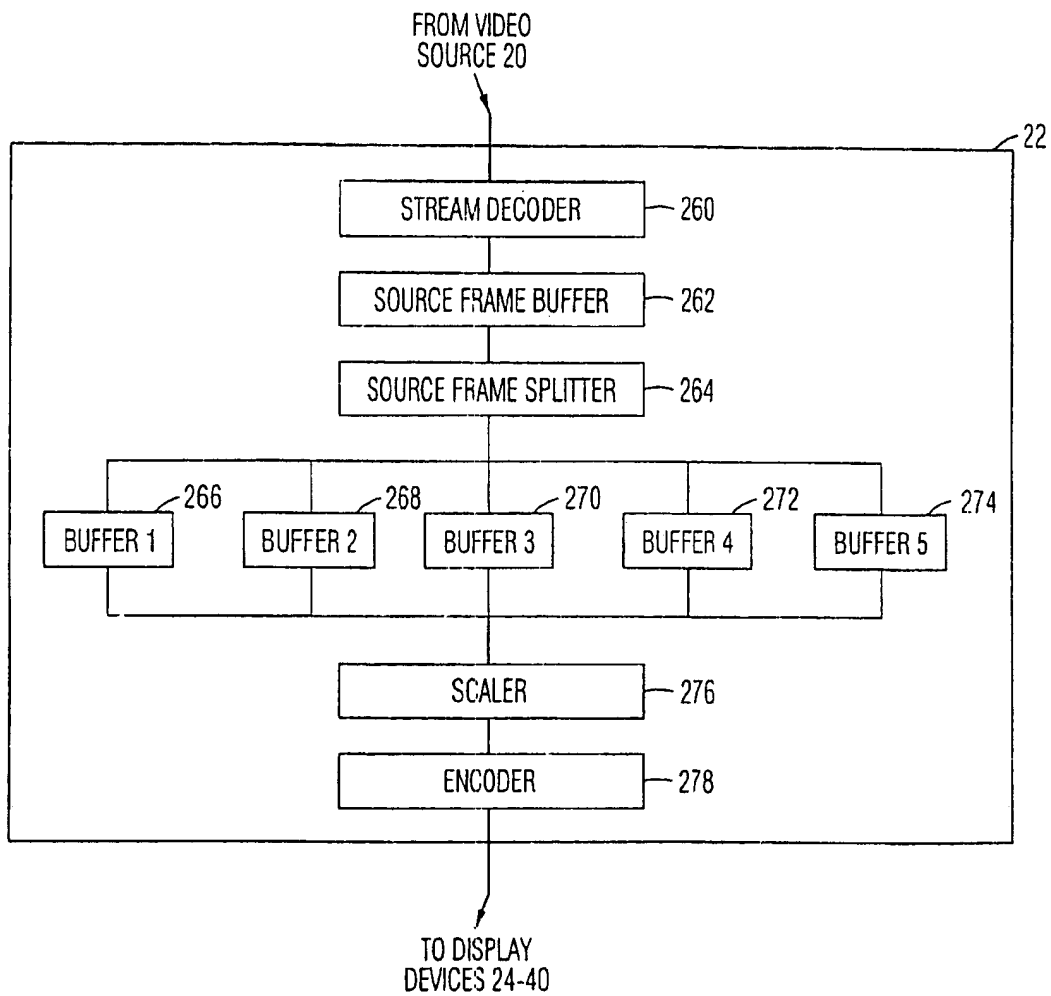 FROM VIDEO
SOURCE 20
22
STREAM DECODER
260
SOURCE FRAME BUFFER
262
SOURCE FRAME SPLITTER
264
266
268
270
272
274
BUFFER 1
BUFFER 2
BUFFER 3
BUFFER 4
BUFFER 5
SCALER
276
ENCODER
278
TO DISPLAY
DEVICES 24-40